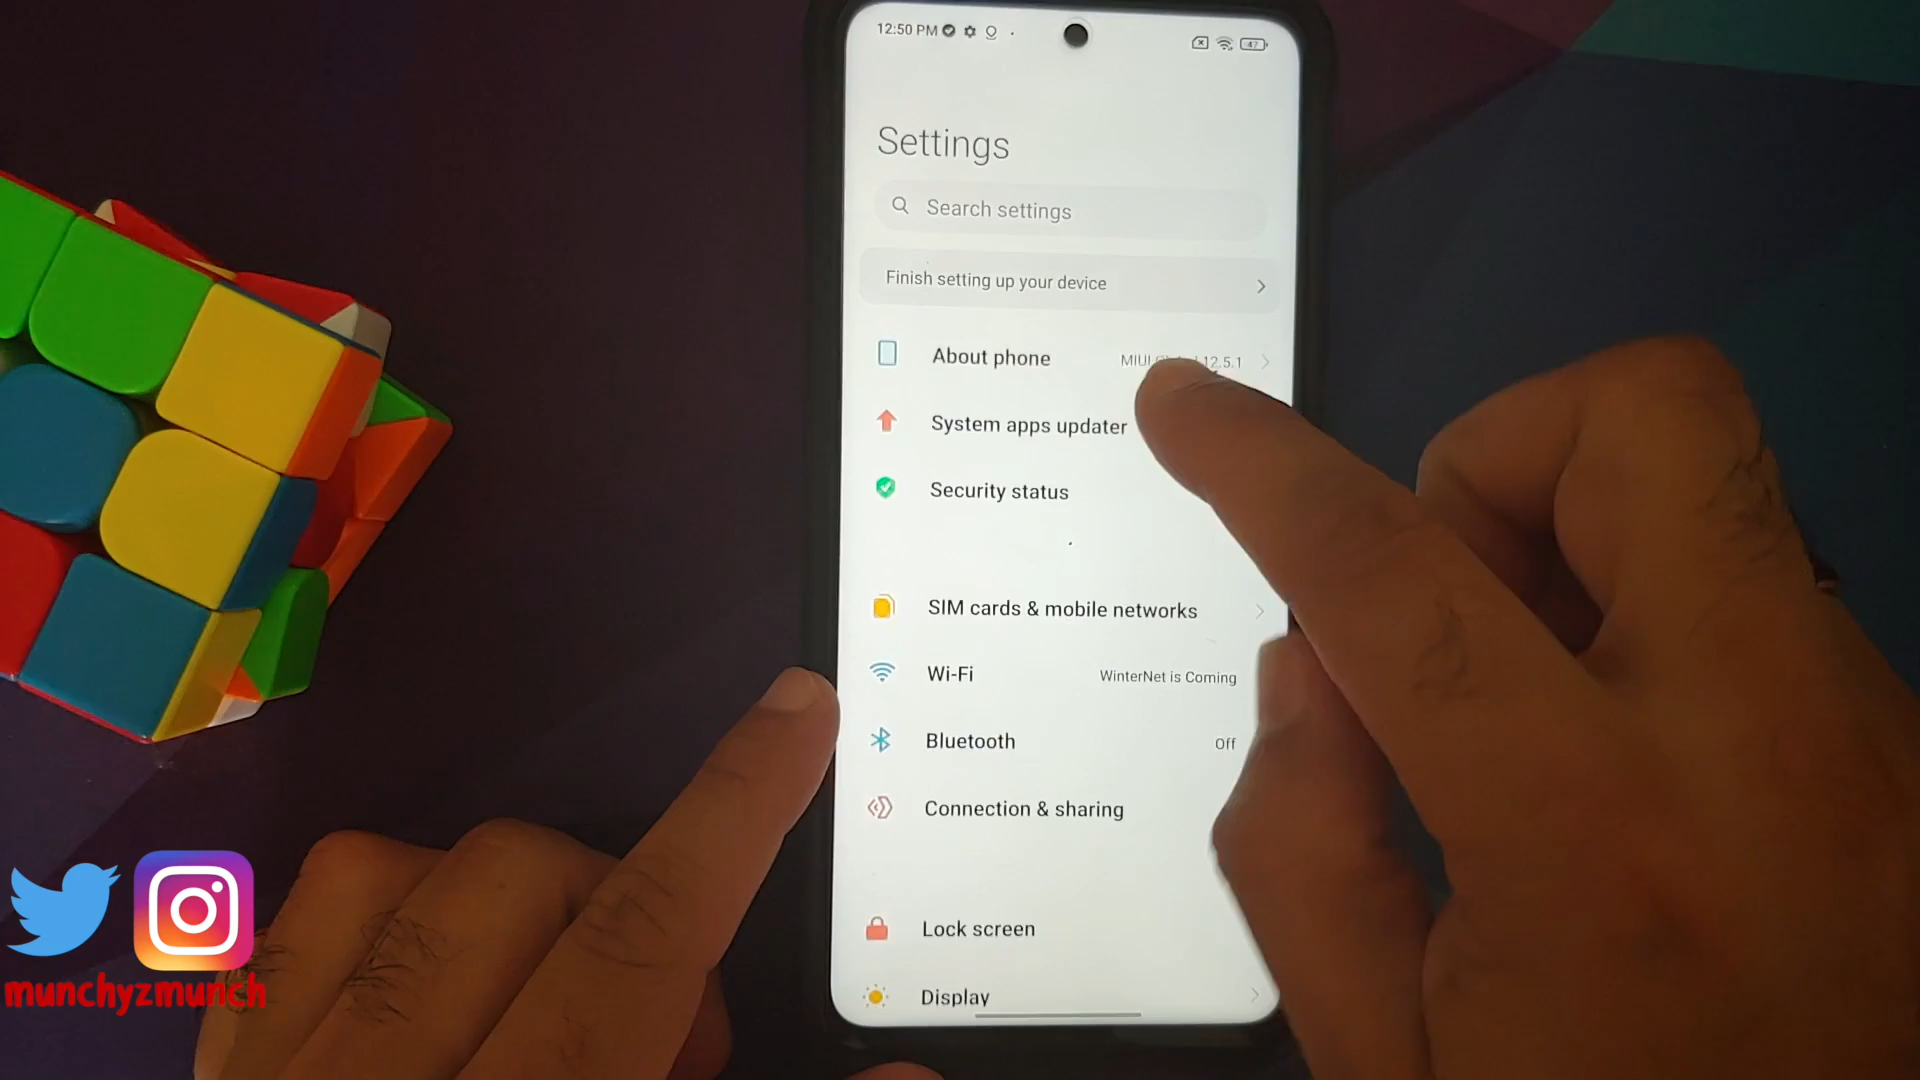 12:50 PM
47
Settings
Search settings
Finish setting up your device
About phone MIUI 12.5.1
System apps updater
Security status
SIM cards & mobile networks
Wi-Fi WinterNet is Coming
Bluetooth Off
Connection & sharing
Lock screen
Display
munchyzmunch